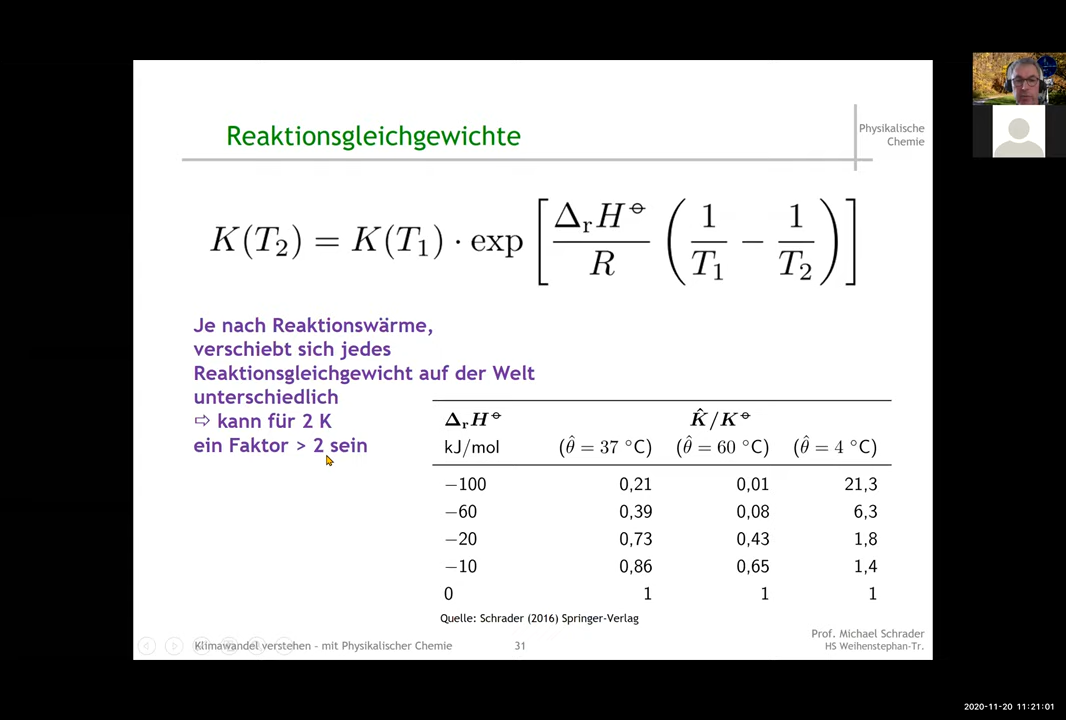 Reaktionsgleichgewichte
Physikalische
Chemie
K(T₂) = K(T₁) · exp [ ΔᵣH⦵ / R ( 1/T₁ − 1/T₂ ) ]
Je nach Reaktionswärme,
verschiebt sich jedes
Reaktionsgleichgewicht auf der Welt
unterschiedlich
⇨ kann für 2 K
ein Faktor > 2 sein
ΔᵣH⦵ K̂/K⦵
kJ/mol (θ̂ = 37 °C) (θ̂ = 60 °C) (θ̂ = 4 °C)
−100 0,21 0,01 21,3
−60 0,39 0,08 6,3
−20 0,73 0,43 1,8
−10 0,86 0,65 1,4
0 1 1 1
Quelle: Schrader (2016) Springer-Verlag
Klimawandel verstehen – mit Physikalischer Chemie
31
Prof. Michael Schrader
HS Weihenstephan-Tr.
2020-11-20 11:21:01